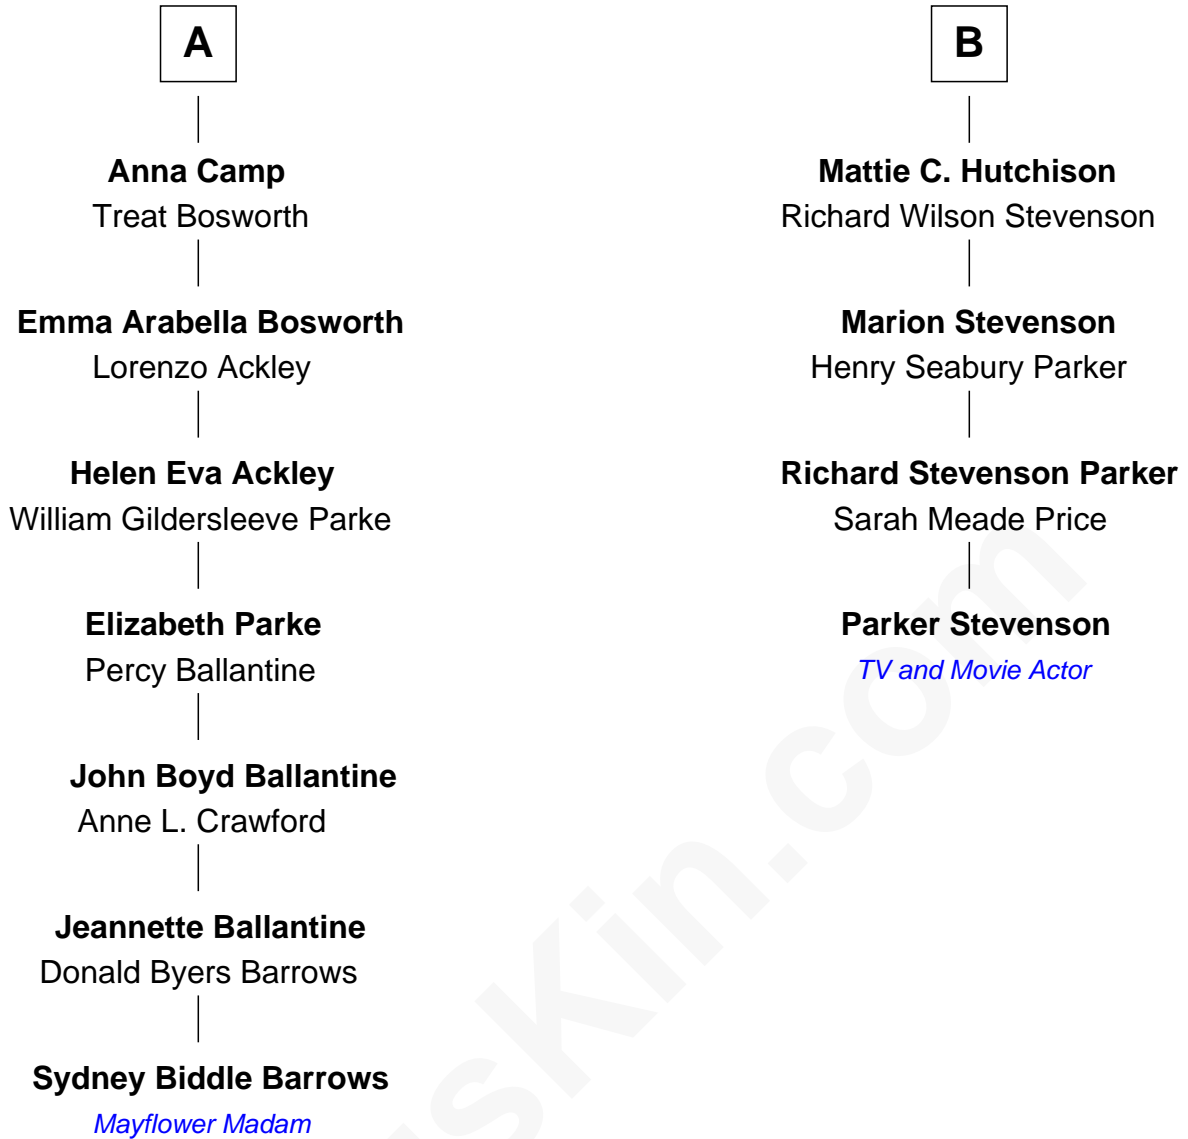 A
Anna Camp
Treat Bosworth
Emma Arabella Bosworth
Lorenzo Ackley
Helen Eva Ackley
William Gildersleeve Parke
Elizabeth Parke
Percy Ballantine
John Boyd Ballantine
Anne L. Crawford
Jeannette Ballantine
Donald Byers Barrows
Sydney Biddle Barrows
Mayflower Madam
B
Mattie C. Hutchison
Richard Wilson Stevenson
Marion Stevenson
Henry Seabury Parker
Richard Stevenson Parker
Sarah Meade Price
Parker Stevenson
TV and Movie Actor
sKin.com